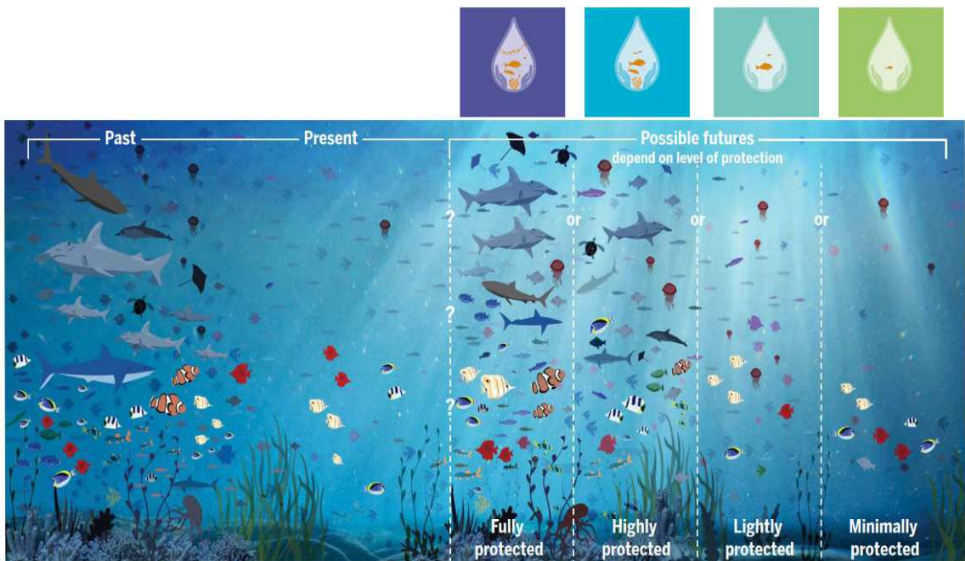 Past
Present
Possible futures
depend on level of protection
? or or or
?
?
Fully
protected
Highly
protected
Lightly
protected
Minimally
protected